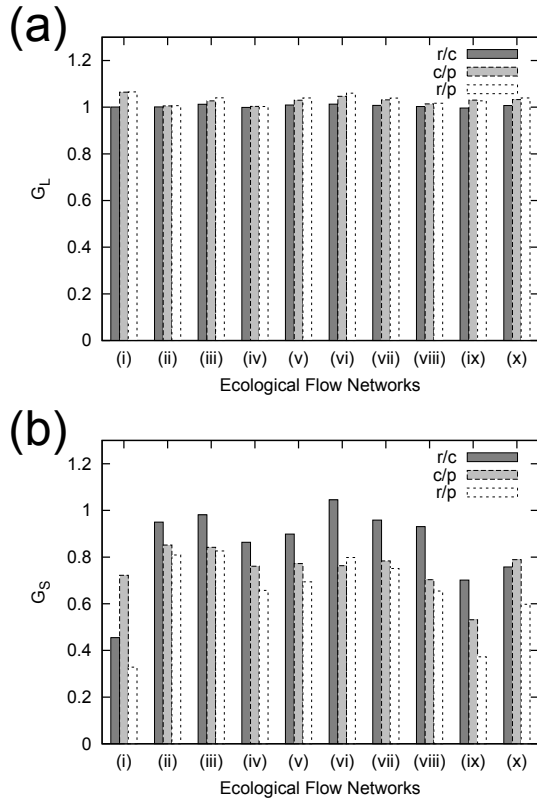 (a)
1.2
1
0.8
0.6
0.4
0.2
0
G_L
r/c
c/p
r/p
(i) (ii) (iii) (iv) (v) (vi) (vii) (viii) (ix) (x)
Ecological Flow Networks
(b)
1.2
1
0.8
0.6
0.4
0.2
0
G_S
r/c
c/p
r/p
(i) (ii) (iii) (iv) (v) (vi) (vii) (viii) (ix) (x)
Ecological Flow Networks